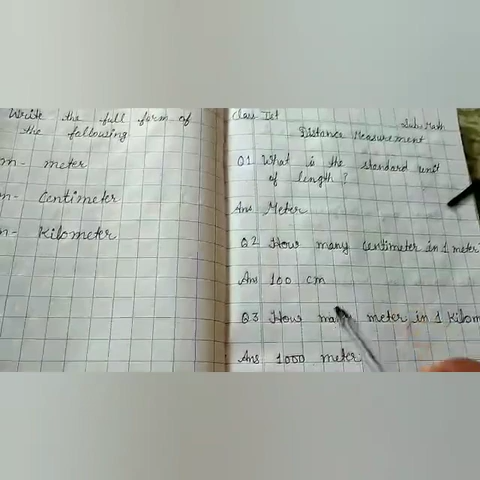 Write the full form of
the following
m- meter
m- Centimeter
m- Kilometer
Class Ist
Sub: Math
Distance Measurement
Q1 What is the standard unit
of length ?
Ans Meter
Q2 How many Centimeter in 1 meter
Ans 100 cm
Q3 How many meter in 1 Kilom
Ans 1000 meter